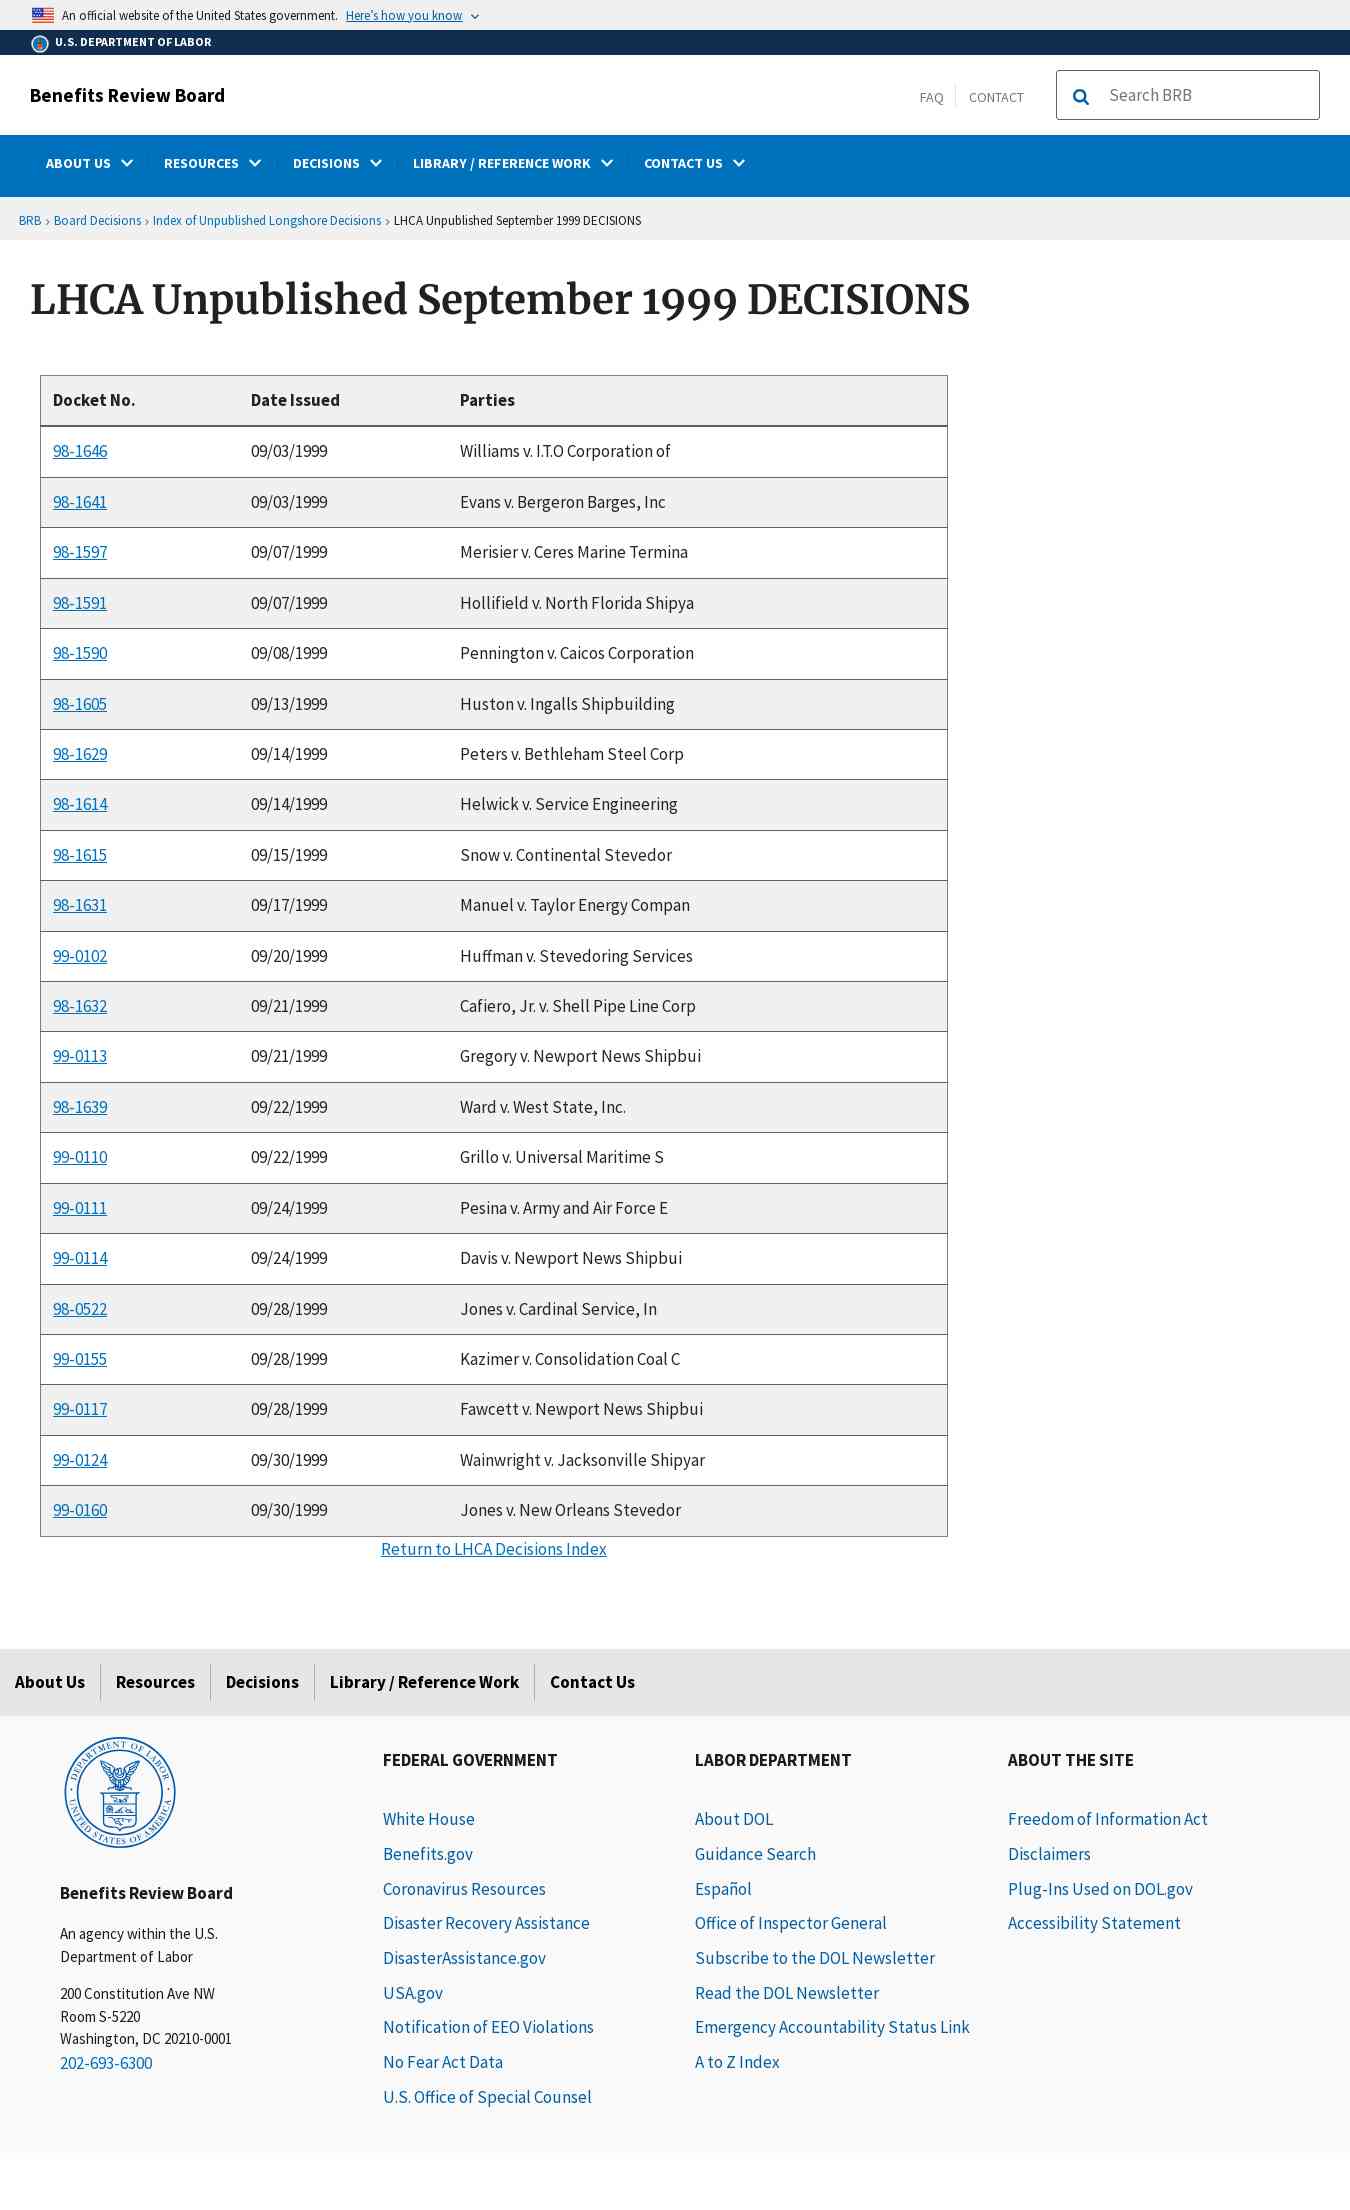 An official website of the United States government. Here's how you know
U.S. DEPARTMENT OF LABOR
Benefits Review Board
FAQ CONTACT Search BRB
ABOUT US RESOURCES DECISIONS LIBRARY / REFERENCE WORK CONTACT US
BRB › Board Decisions › Index of Unpublished Longshore Decisions › LHCA Unpublished September 1999 DECISIONS
LHCA Unpublished September 1999 DECISIONS
Docket No. Date Issued Parties
98-1646 09/03/1999 Williams v. I.T.O Corporation of
98-1641 09/03/1999 Evans v. Bergeron Barges, Inc
98-1597 09/07/1999 Merisier v. Ceres Marine Termina
98-1591 09/07/1999 Hollifield v. North Florida Shipya
98-1590 09/08/1999 Pennington v. Caicos Corporation
98-1605 09/13/1999 Huston v. Ingalls Shipbuilding
98-1629 09/14/1999 Peters v. Bethleham Steel Corp
98-1614 09/14/1999 Helwick v. Service Engineering
98-1615 09/15/1999 Snow v. Continental Stevedor
98-1631 09/17/1999 Manuel v. Taylor Energy Compan
99-0102 09/20/1999 Huffman v. Stevedoring Services
98-1632 09/21/1999 Cafiero, Jr. v. Shell Pipe Line Corp
99-0113 09/21/1999 Gregory v. Newport News Shipbui
98-1639 09/22/1999 Ward v. West State, Inc.
99-0110 09/22/1999 Grillo v. Universal Maritime S
99-0111 09/24/1999 Pesina v. Army and Air Force E
99-0114 09/24/1999 Davis v. Newport News Shipbui
98-0522 09/28/1999 Jones v. Cardinal Service, In
99-0155 09/28/1999 Kazimer v. Consolidation Coal C
99-0117 09/28/1999 Fawcett v. Newport News Shipbui
99-0124 09/30/1999 Wainwright v. Jacksonville Shipyar
99-0160 09/30/1999 Jones v. New Orleans Stevedor
Return to LHCA Decisions Index
About Us Resources Decisions Library / Reference Work Contact Us
DEPARTMENT OF LABOR
UNITED STATES OF AMERICA
Benefits Review Board
An agency within the U.S.
Department of Labor
200 Constitution Ave NW
Room S-5220
Washington, DC 20210-0001
202-693-6300
FEDERAL GOVERNMENT
White House
Benefits.gov
Coronavirus Resources
Disaster Recovery Assistance
DisasterAssistance.gov
USA.gov
Notification of EEO Violations
No Fear Act Data
U.S. Office of Special Counsel
LABOR DEPARTMENT
About DOL
Guidance Search
Español
Office of Inspector General
Subscribe to the DOL Newsletter
Read the DOL Newsletter
Emergency Accountability Status Link
A to Z Index
ABOUT THE SITE
Freedom of Information Act
Disclaimers
Plug-Ins Used on DOL.gov
Accessibility Statement